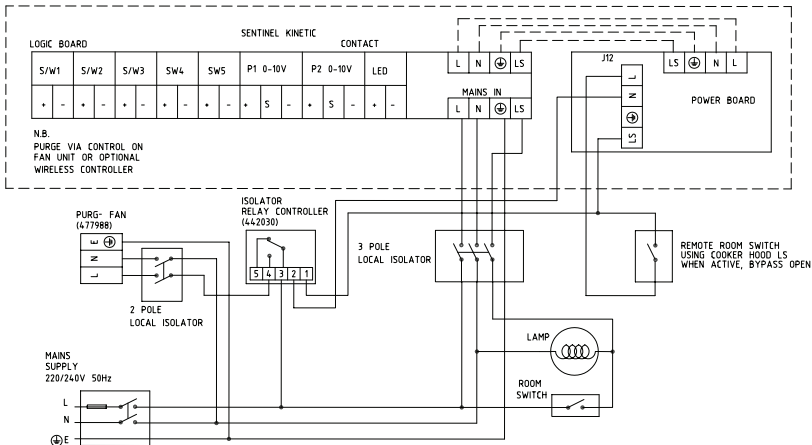 SENTINEL KINETIC
LOGIC BOARD
CONTACT
S/W1 S/W2 S/W3 SW4 SW5 P1 0-10V P2 0-10V LED
+ - + - + - + - + - + S - + S - + -
L N LS
MAINS IN
L N LS
LS N L
J12
L
N
LS
POWER BOARD
N.B.
PURGE VIA CONTROL ON
FAN UNIT OR OPTIONAL
WIRELESS CONTROLLER
PURG- FAN
(477988)
E
N
L
2 POLE
LOCAL ISOLATOR
ISOLATOR
RELAY CONTROLLER
(442030)
5 4 3 2 1
3 POLE
LOCAL ISOLATOR
REMOTE ROOM SWITCH
USING COOKER HOOD LS
WHEN ACTIVE, BYPASS OPEN
LAMP
ROOM
SWITCH
MAINS
SUPPLY
220/240V 50Hz
L
N
E